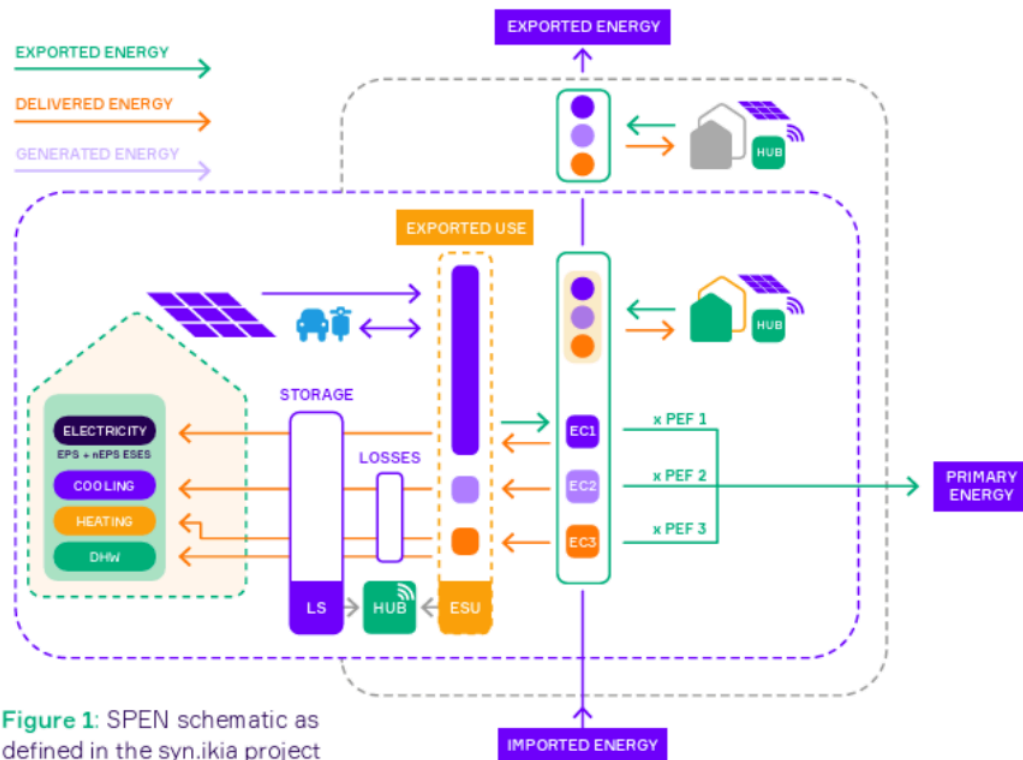 EXPORTED ENERGY
EXPORTED ENERGY
DELIVERED ENERGY
GENERATED ENERGY
HUB
EXPORTED USE
HUB
STORAGE
LOSSES
ELECTRICITY
EPS + nEPS ESES
COOLING
HEATING
DHW
EC1
EC2
EC3
x PEF 1
x PEF 2
x PEF 3
PRIMARY
ENERGY
LS
HUB
ESU
Figure 1: SPEN schematic as
defined in the syn.ikia project
IMPORTED ENERGY